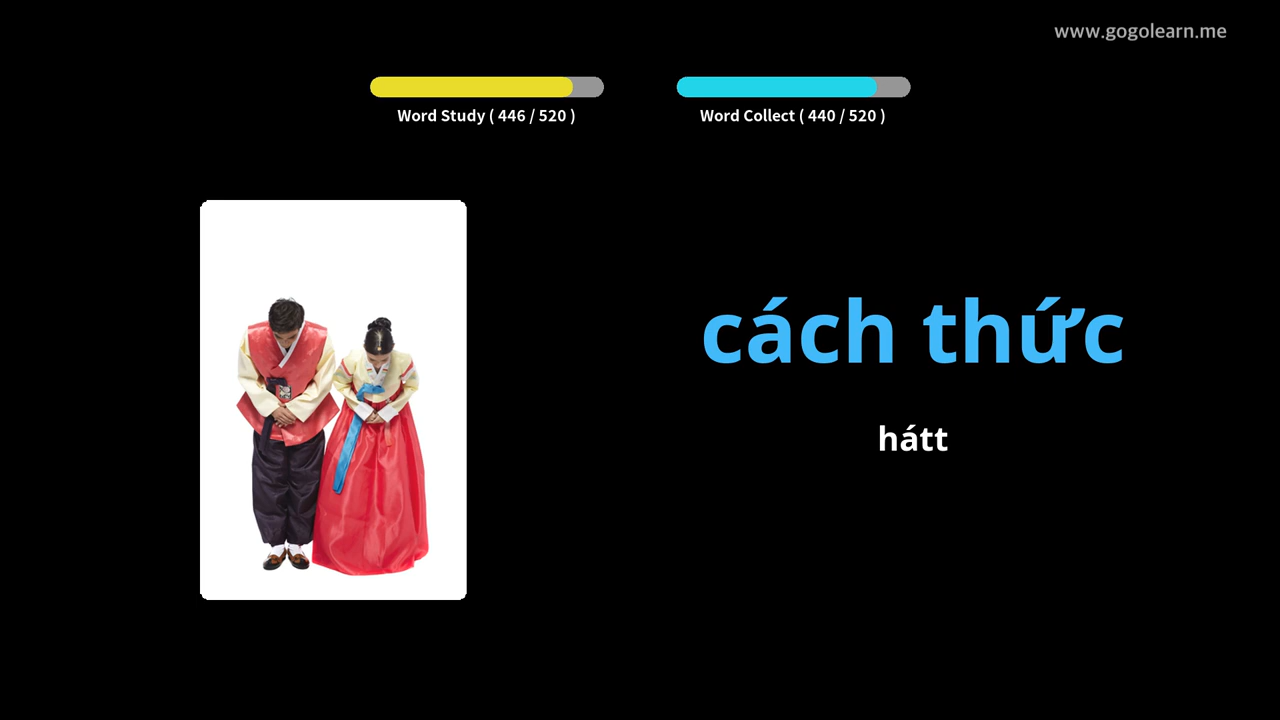 www.gogolearn.me
Word Study ( 446 / 520 )
Word Collect ( 440 / 520 )
cách thức
hátt